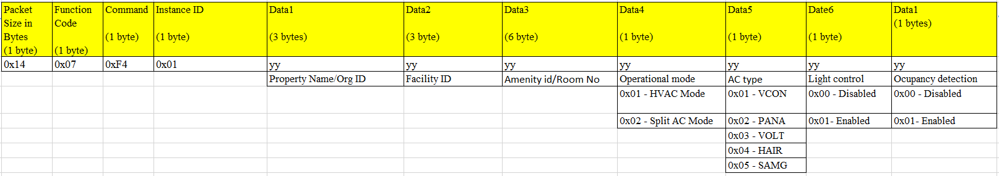 Packet Size in Bytes (1 byte) Function Code (1 byte) Command (1 byte) Instance ID (1 byte) Data1 (3 bytes) Data2 (3 byte) Data3 (6 byte) Data4 (1 byte) Data5 (1 byte) Date6 (1 byte) Data1 (1 bytes)
0x14 0x07 0xF4 0x01 yy yy yy yy yy yy yy
Property Name/Org ID Facility ID Amenity id/Room No Operational mode AC type Light control Ocupancy detection
0x01 - HVAC Mode 0x01 - VCON 0x00 - Disabled 0x00 - Disabled
0x02 - Split AC Mode 0x02 - PANA 0x01- Enabled 0x01- Enabled
0x03 - VOLT
0x04 - HAIR
0x05 - SAMG